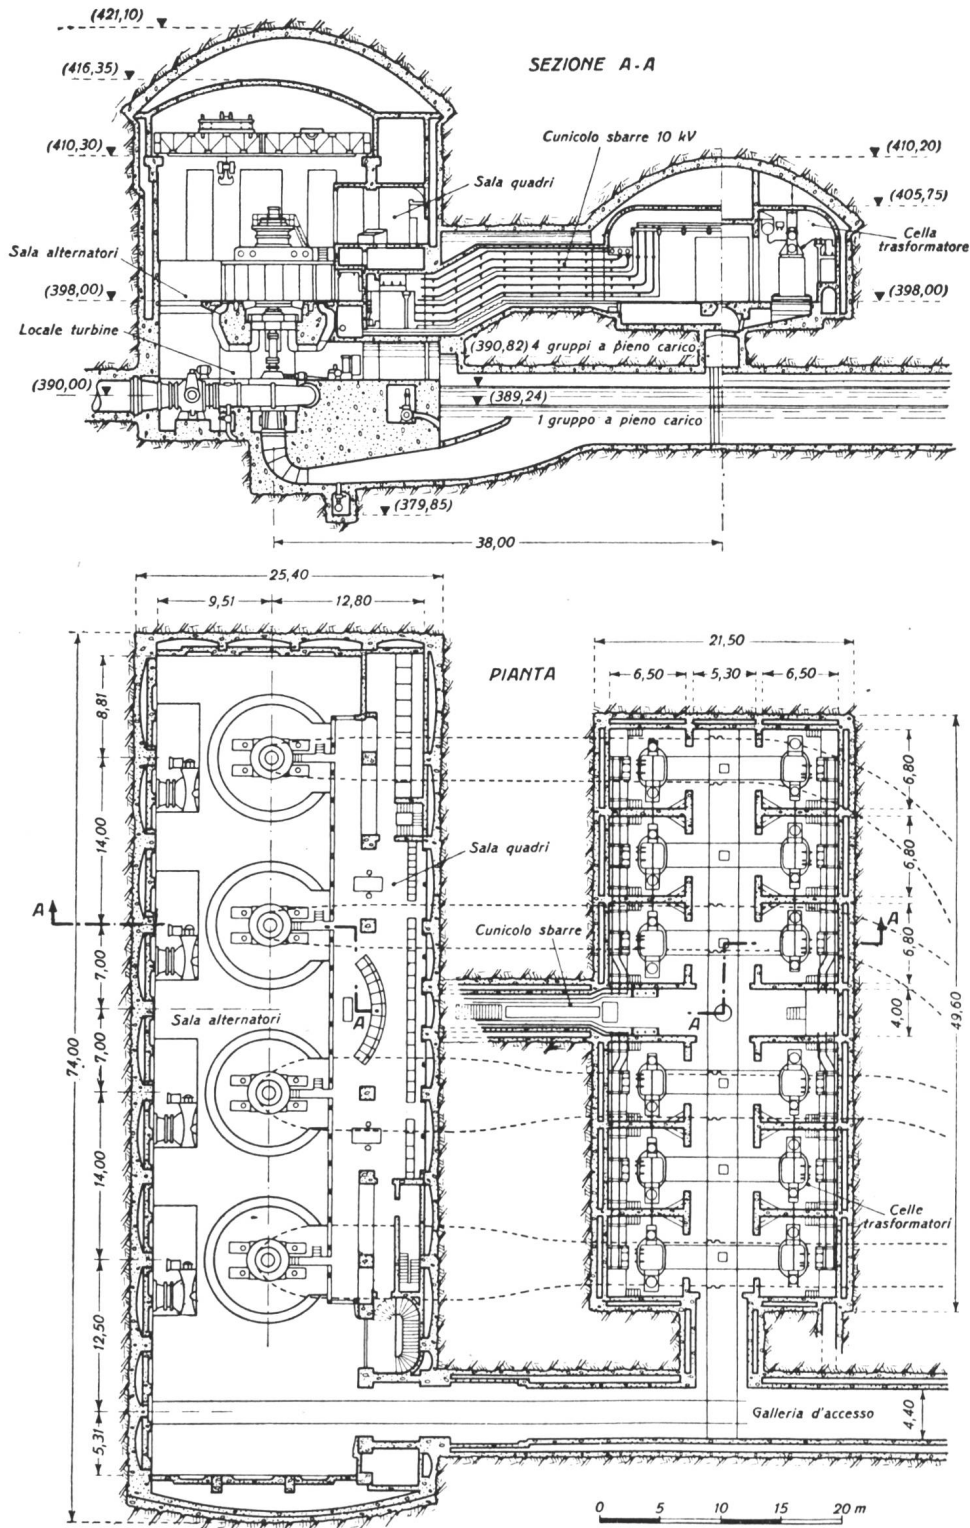 (421,10)
SEZIONE A-A
(416,35)
Cunicolo sbarre 10 kV
(410,30)
(410,20)
Sala quadri
(405,75)
Cella
trasformatore
Sala alternatori
(398,00)
(398,00)
Locale turbine
(390,82) 4 gruppi a pieno carico
(390,00)
(389,24)
1 gruppo a pieno carico
(379,85)
38,00
25,40
9,51
12,80
21,50
PIANTA
6,50
5,30
6,50
8,81
6,80
14,00
6,80
Sala quadri
A
A
Cunicolo sbarre
6,80
7,00
A
A
4,00
49,60
Sala alternatori
7,00
74,00
14,00
Celle
trasformatori
12,50
Galleria d'accesso
4,40
5,31
0 5 10 15 20 m